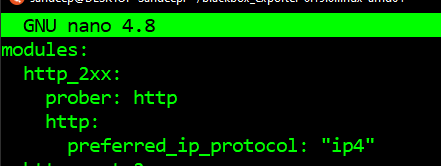 GNU nano 4.8
modules:
  http_2xx:
    prober: http
    http:
      preferred_ip_protocol: "ip4"